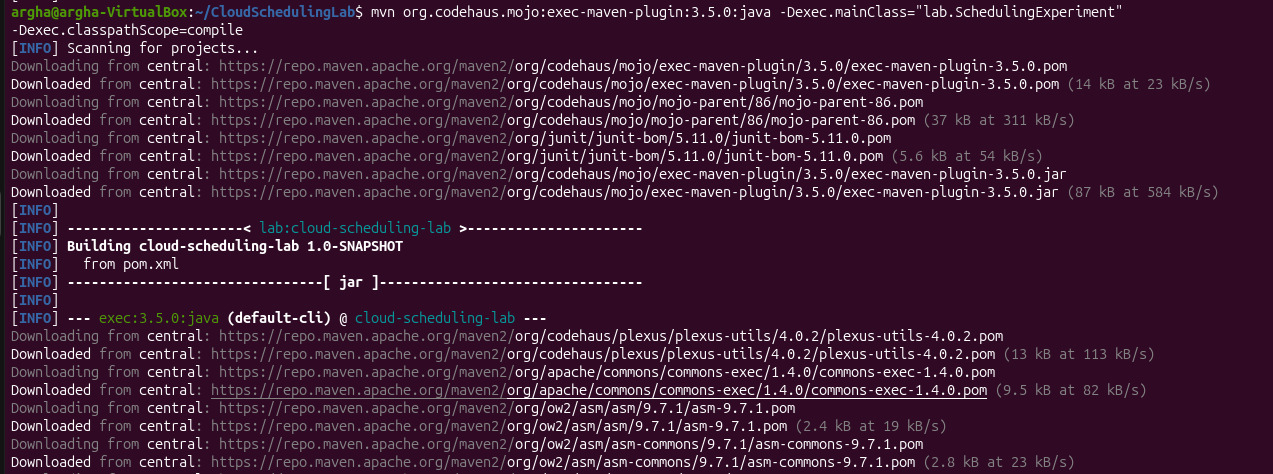 argha@argha-VirtualBox:~/CloudSchedulingLab$ mvn org.codehaus.mojo:exec-maven-plugin:3.5.0:java -Dexec.mainClass="lab.SchedulingExperiment"
-Dexec.classpathScope=compile
[INFO] Scanning for projects...
Downloading from central: https://repo.maven.apache.org/maven2/org/codehaus/mojo/exec-maven-plugin/3.5.0/exec-maven-plugin-3.5.0.pom
Downloaded from central: https://repo.maven.apache.org/maven2/org/codehaus/mojo/exec-maven-plugin/3.5.0/exec-maven-plugin-3.5.0.pom (14 kB at 23 kB/s)
Downloading from central: https://repo.maven.apache.org/maven2/org/codehaus/mojo/mojo-parent/86/mojo-parent-86.pom
Downloaded from central: https://repo.maven.apache.org/maven2/org/codehaus/mojo/mojo-parent/86/mojo-parent-86.pom (37 kB at 311 kB/s)
Downloading from central: https://repo.maven.apache.org/maven2/org/junit/junit-bom/5.11.0/junit-bom-5.11.0.pom
Downloaded from central: https://repo.maven.apache.org/maven2/org/junit/junit-bom/5.11.0/junit-bom-5.11.0.pom (5.6 kB at 54 kB/s)
Downloading from central: https://repo.maven.apache.org/maven2/org/codehaus/mojo/exec-maven-plugin/3.5.0/exec-maven-plugin-3.5.0.jar
Downloaded from central: https://repo.maven.apache.org/maven2/org/codehaus/mojo/exec-maven-plugin/3.5.0/exec-maven-plugin-3.5.0.jar (87 kB at 584 kB/s)
[INFO]
[INFO] ----------------------< lab:cloud-scheduling-lab >----------------------
[INFO] Building cloud-scheduling-lab 1.0-SNAPSHOT
[INFO]   from pom.xml
[INFO] --------------------------------[ jar ]---------------------------------
[INFO]
[INFO] --- exec:3.5.0:java (default-cli) @ cloud-scheduling-lab ---
Downloading from central: https://repo.maven.apache.org/maven2/org/codehaus/plexus/plexus-utils/4.0.2/plexus-utils-4.0.2.pom
Downloaded from central: https://repo.maven.apache.org/maven2/org/codehaus/plexus/plexus-utils/4.0.2/plexus-utils-4.0.2.pom (13 kB at 113 kB/s)
Downloading from central: https://repo.maven.apache.org/maven2/org/apache/commons/commons-exec/1.4.0/commons-exec-1.4.0.pom
Downloaded from central: https://repo.maven.apache.org/maven2/org/apache/commons/commons-exec/1.4.0/commons-exec-1.4.0.pom (9.5 kB at 82 kB/s)
Downloading from central: https://repo.maven.apache.org/maven2/org/ow2/asm/asm/9.7.1/asm-9.7.1.pom
Downloaded from central: https://repo.maven.apache.org/maven2/org/ow2/asm/asm/9.7.1/asm-9.7.1.pom (2.4 kB at 19 kB/s)
Downloading from central: https://repo.maven.apache.org/maven2/org/ow2/asm/asm-commons/9.7.1/asm-commons-9.7.1.pom
Downloaded from central: https://repo.maven.apache.org/maven2/org/ow2/asm/asm-commons/9.7.1/asm-commons-9.7.1.pom (2.8 kB at 23 kB/s)